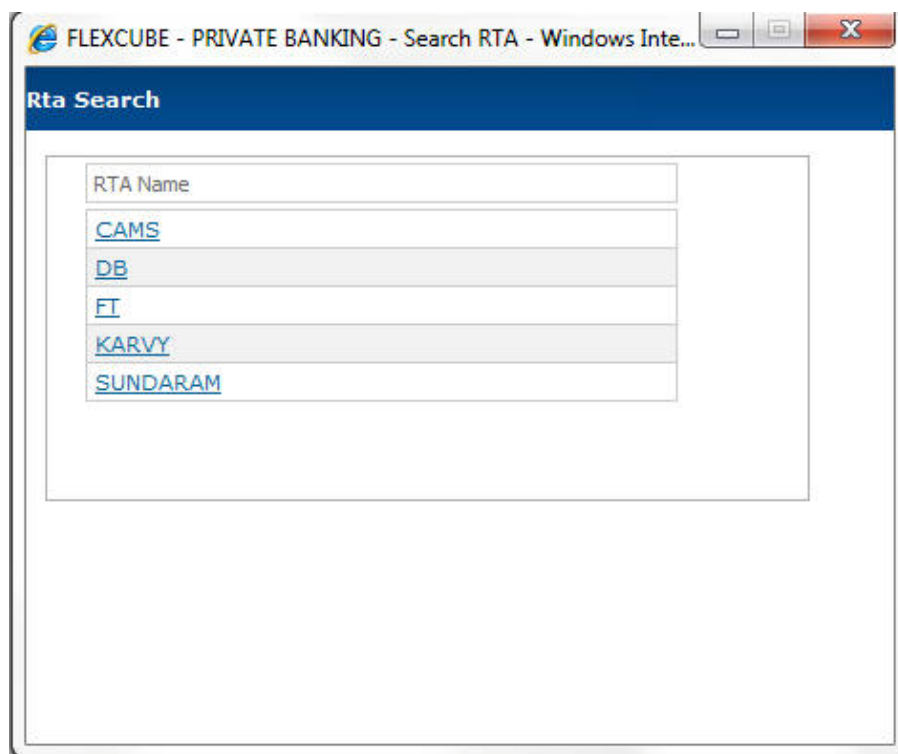 FLEXCUBE - PRIVATE BANKING - Search RTA - Windows Inte...
Rta Search
RTA Name
CAMS
DB
FT
KARVY
SUNDARAM